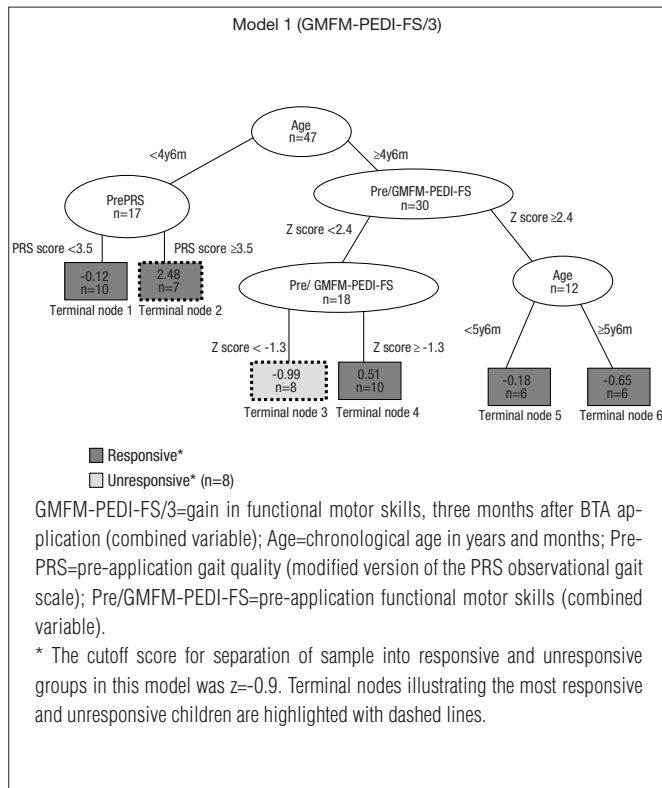 Model 1 (GMFM-PEDI-FS/3)
Age
n=47
<4y6m
≥4y6m
PrePRS
n=17
Pre/GMFM-PEDI-FS
n=30
PRS score <3.5
PRS score ≥3.5
Z score <2.4
Z score ≥2.4
-0.12
n=10
Terminal node 1
2.48
n=7
Terminal node 2
Pre/ GMFM-PEDI-FS
n=18
Age
n=12
Z score < -1.3
Z score ≥ -1.3
<5y6m
≥5y6m
-0.99
n=8
Terminal node 3
0.51
n=10
Terminal node 4
-0.18
n=6
Terminal node 5
-0.65
n=6
Terminal node 6
Responsive*
Unresponsive* (n=8)
GMFM-PEDI-FS/3=gain in functional motor skills, three months after BTA ap-
plication (combined variable); Age=chronological age in years and months; Pre-
PRS=pre-application gait quality (modified version of the PRS observational gait
scale); Pre/GMFM-PEDI-FS=pre-application functional motor skills (combined
variable).
* The cutoff score for separation of sample into responsive and unresponsive
groups in this model was z=-0.9. Terminal nodes illustrating the most responsive
and unresponsive children are highlighted with dashed lines.